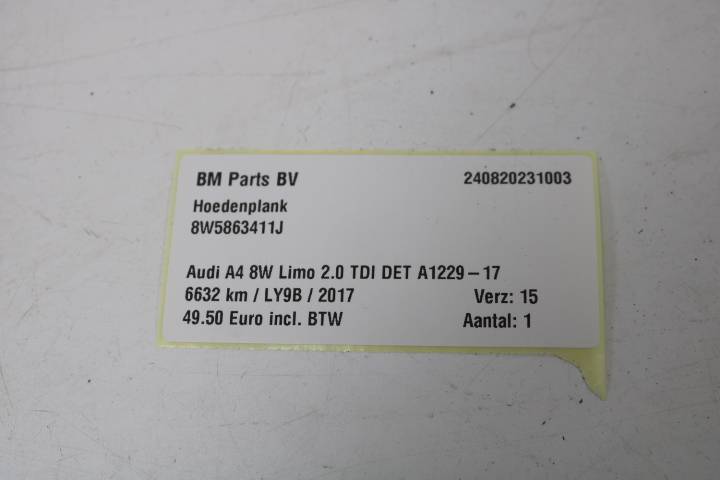 BM Parts BV 240820231003
Hoedenplank
8W5863411J
Audi A4 8W Limo 2.0 TDI DET A1229-17
6632 km / LY9B / 2017 Verz: 15
49.50 Euro incl. BTW Aantal: 1